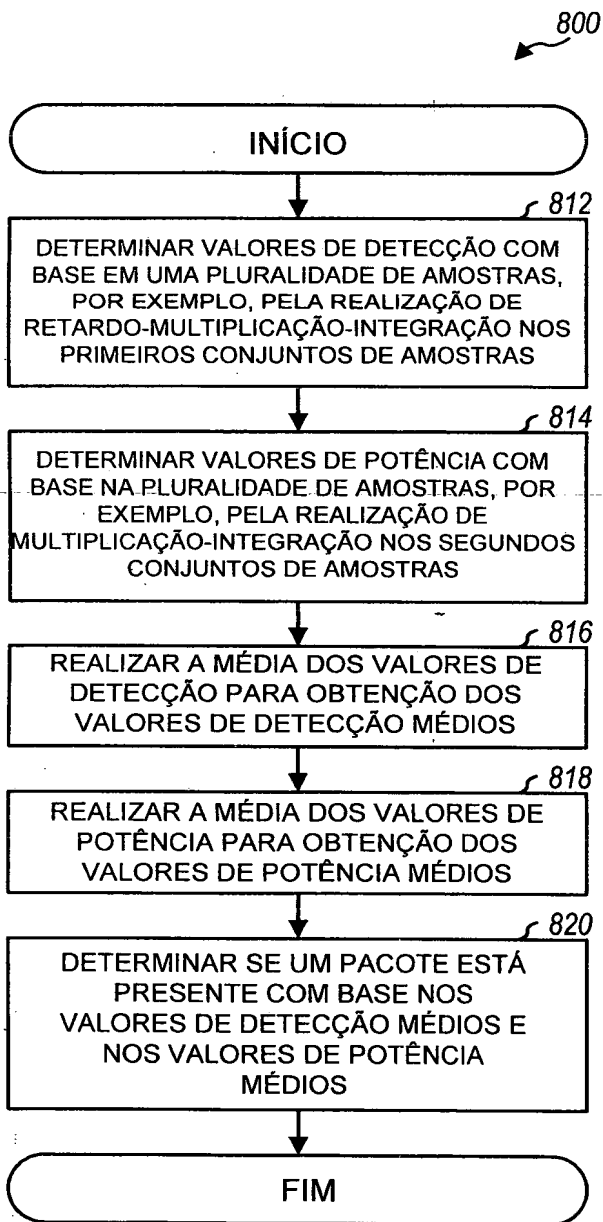 800
INÍCIO
812
DETERMINAR VALORES DE DETECÇÃO COM
BASE EM UMA PLURALIDADE DE AMOSTRAS,
POR EXEMPLO, PELA REALIZAÇÃO DE
RETARDO-MULTIPLICAÇÃO-INTEGRAÇÃO NOS
PRIMEIROS CONJUNTOS DE AMOSTRAS
814
DETERMINAR VALORES DE POTÊNCIA COM
BASE NA PLURALIDADE DE AMOSTRAS, POR
EXEMPLO, PELA REALIZAÇÃO DE
MULTIPLICAÇÃO-INTEGRAÇÃO NOS SEGUNDOS
CONJUNTOS DE AMOSTRAS
816
REALIZAR A MÉDIA DOS VALORES DE
DETECÇÃO PARA OBTENÇÃO DOS
VALORES DE DETECÇÃO MÉDIOS
818
REALIZAR A MÉDIA DOS VALORES DE
POTÊNCIA PARA OBTENÇÃO DOS
VALORES DE POTÊNCIA MÉDIOS
820
DETERMINAR SE UM PACOTE ESTÁ
PRESENTE COM BASE NOS
VALORES DE DETECÇÃO MÉDIOS E
NOS VALORES DE POTÊNCIA
MÉDIOS
FIM